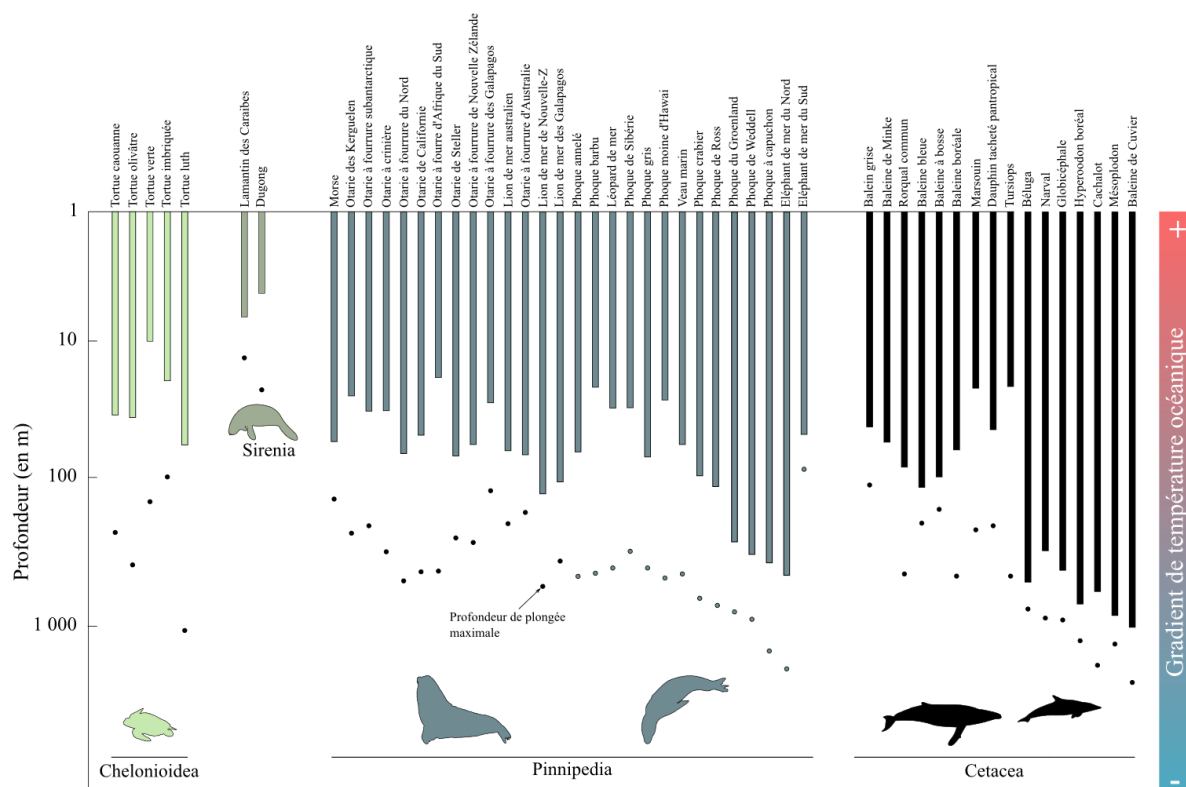 Tortue caouanne
Tortue olivâtre
Tortue verte
Tortue imbriquée
Tortue luth
Lamantin des Caraibes
Dugong
Morse
Otarie des Kerguelen
Otarie à fourrure subantarctique
Otarie à crinière
Otarie à fourrure du Nord
Otarie de Californie
Otarie à fourre d'Afrique du Sud
Otarie de Steller
Otarie à fourrure de Nouvelle Zélande
Otarie à fourrure des Galapagos
Lion de mer australien
Otarie à fourrure d'Australie
Lion de mer de Nouvelle-Z
Lion de mer des Galapagos
Phoque annelé
Phoque barbu
Léopard de mer
Phoque de Sibérie
Phoque gris
Phoque moine d'Hawai
Veau marin
Phoque crabier
Phoque de Ross
Phoque du Groenland
Phoque de Weddell
Phoque à capuchon
Eléphant de mer du Nord
Eléphant de mer du Sud
Balein grise
Baleine de Minke
Rorqual commun
Baleine bleue
Baleine à bosse
Baleine boréale
Marsouin
Dauphin tacheté pantropical
Tursiops
Béluga
Narval
Globicéphale
Hyperoodon boréal
Cachalot
Mésoplodon
Baleine de Cuvier
Profondeur (en m)
1
10
100
1 000
Sirenia
Profondeur de plongée
maximale
Chelonioidea
Pinnipedia
Cetacea
+
Gradient de température océanique
-